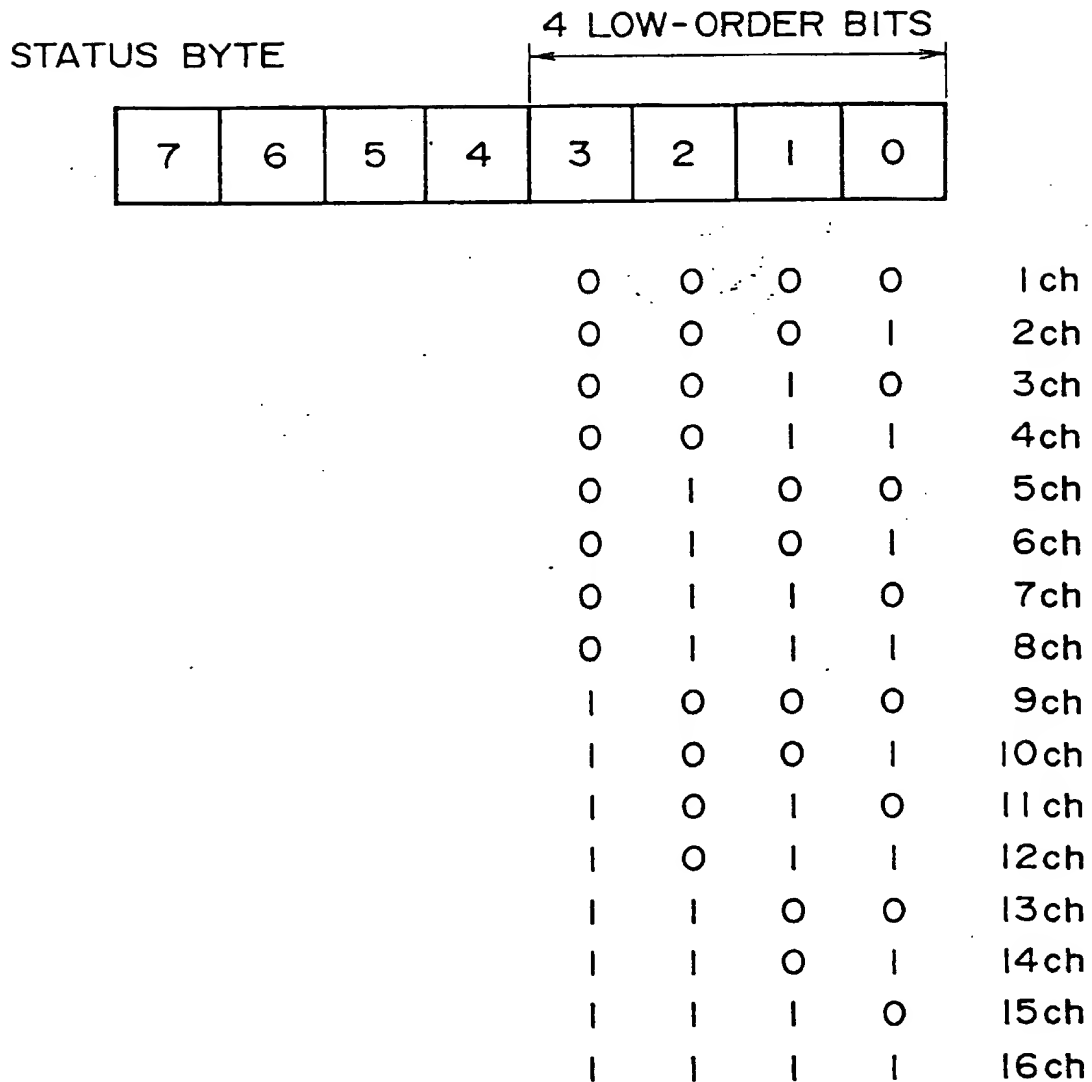 4 LOW-ORDER BITS
STATUS BYTE
7 6 5 4 3 2 1 0
0 0 0 0 1ch
0 0 0 1 2ch
0 0 1 0 3ch
0 0 1 1 4ch
0 1 0 0 5ch
0 1 0 1 6ch
0 1 1 0 7ch
0 1 1 1 8ch
1 0 0 0 9ch
1 0 0 1 10ch
1 0 1 0 11ch
1 0 1 1 12ch
1 1 0 0 13ch
1 1 0 1 14ch
1 1 1 0 15ch
1 1 1 1 16ch